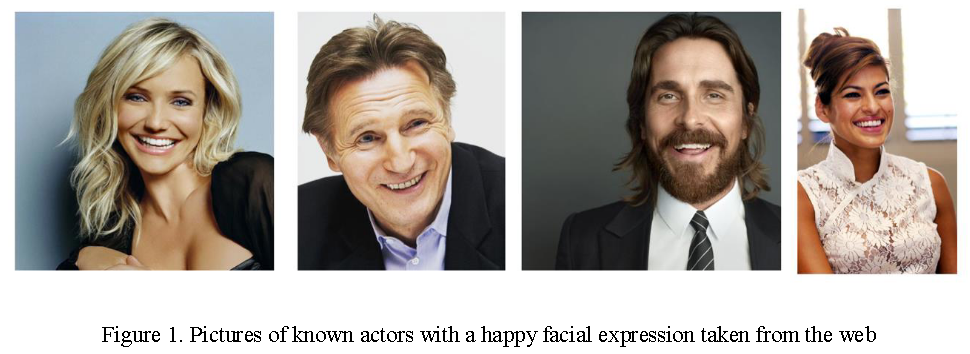 Figure 1. Pictures of known actors with a happy facial expression taken from the web